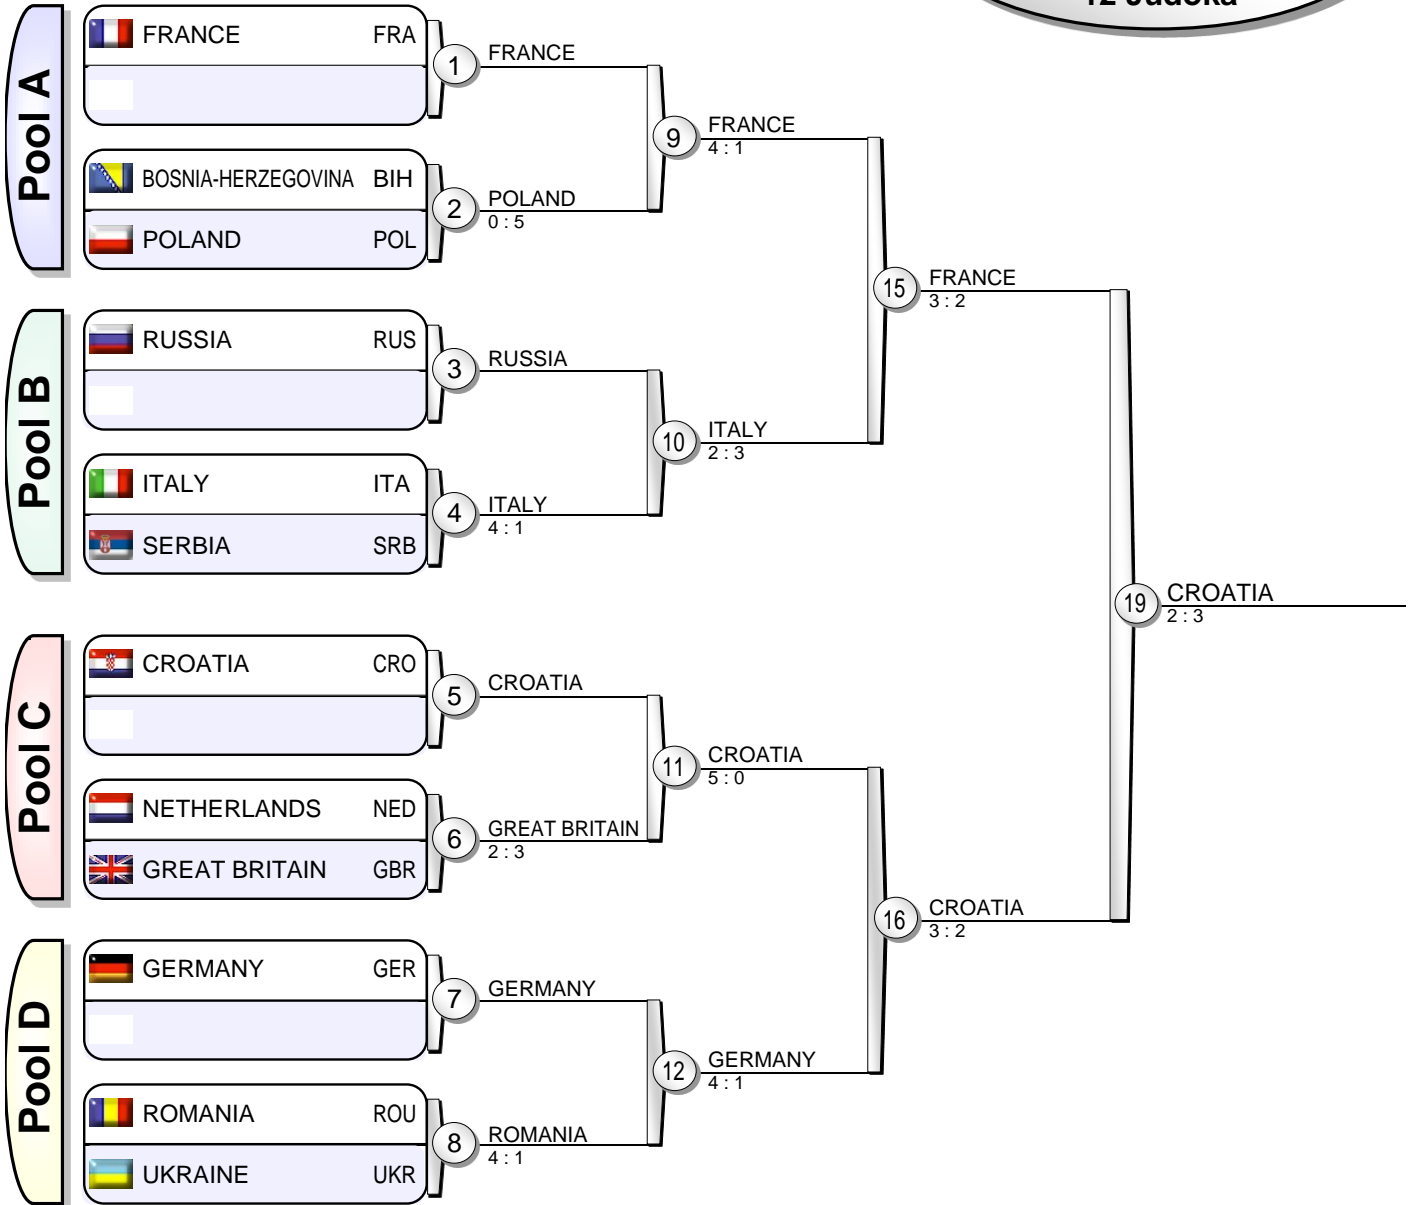 12 Judoka
Pool A
FRANCE FRA
BOSNIA-HERZEGOVINA BIH
POLAND POL
1 FRANCE
2 POLAND
0 : 5
9 FRANCE
4 : 1
Pool B
RUSSIA RUS
ITALY ITA
SERBIA SRB
3 RUSSIA
4 ITALY
4 : 1
10 ITALY
2 : 3
15 FRANCE
3 : 2
Pool C
CROATIA CRO
NETHERLANDS NED
GREAT BRITAIN GBR
5 CROATIA
6 GREAT BRITAIN
2 : 3
11 CROATIA
5 : 0
Pool D
GERMANY GER
ROMANIA ROU
UKRAINE UKR
7 GERMANY
8 ROMANIA
4 : 1
12 GERMANY
4 : 1
16 CROATIA
3 : 2
19 CROATIA
2 : 3